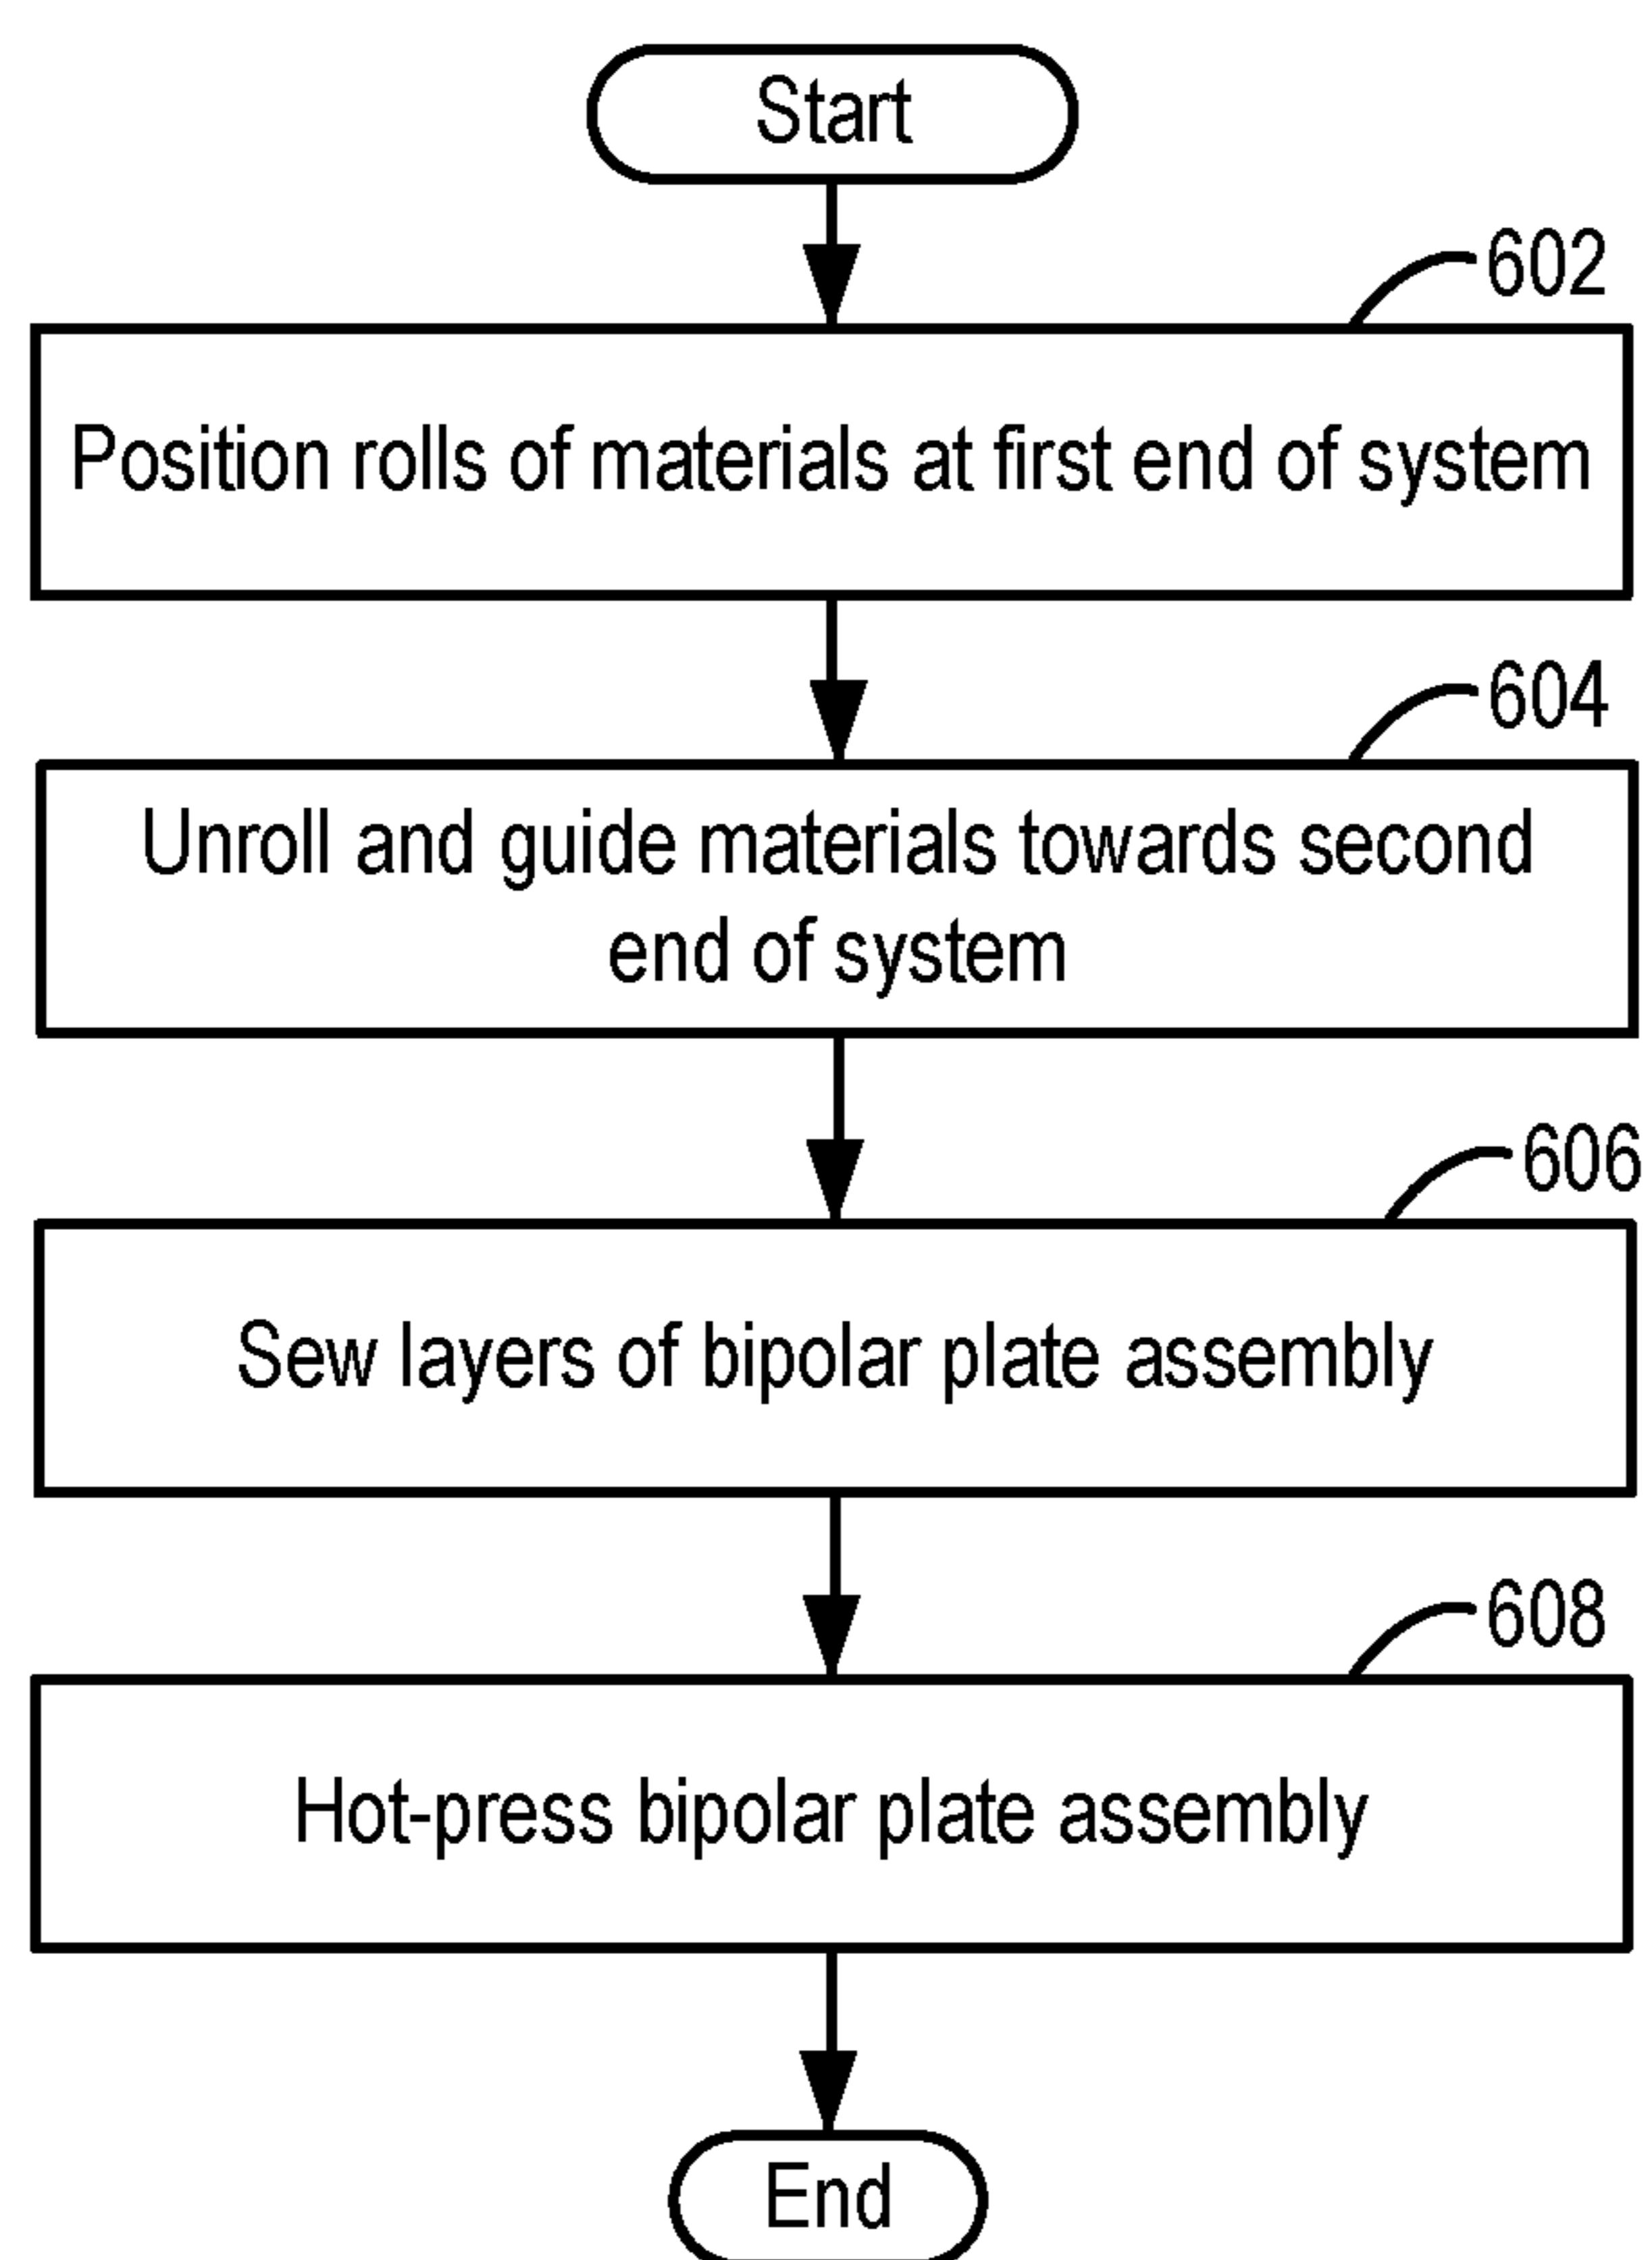 Start
602
Position rolls of materials at first end of system
604
Unroll and guide materials towards second
end of system
606
Sew layers of bipolar plate assembly
608
Hot-press bipolar plate assembly
End